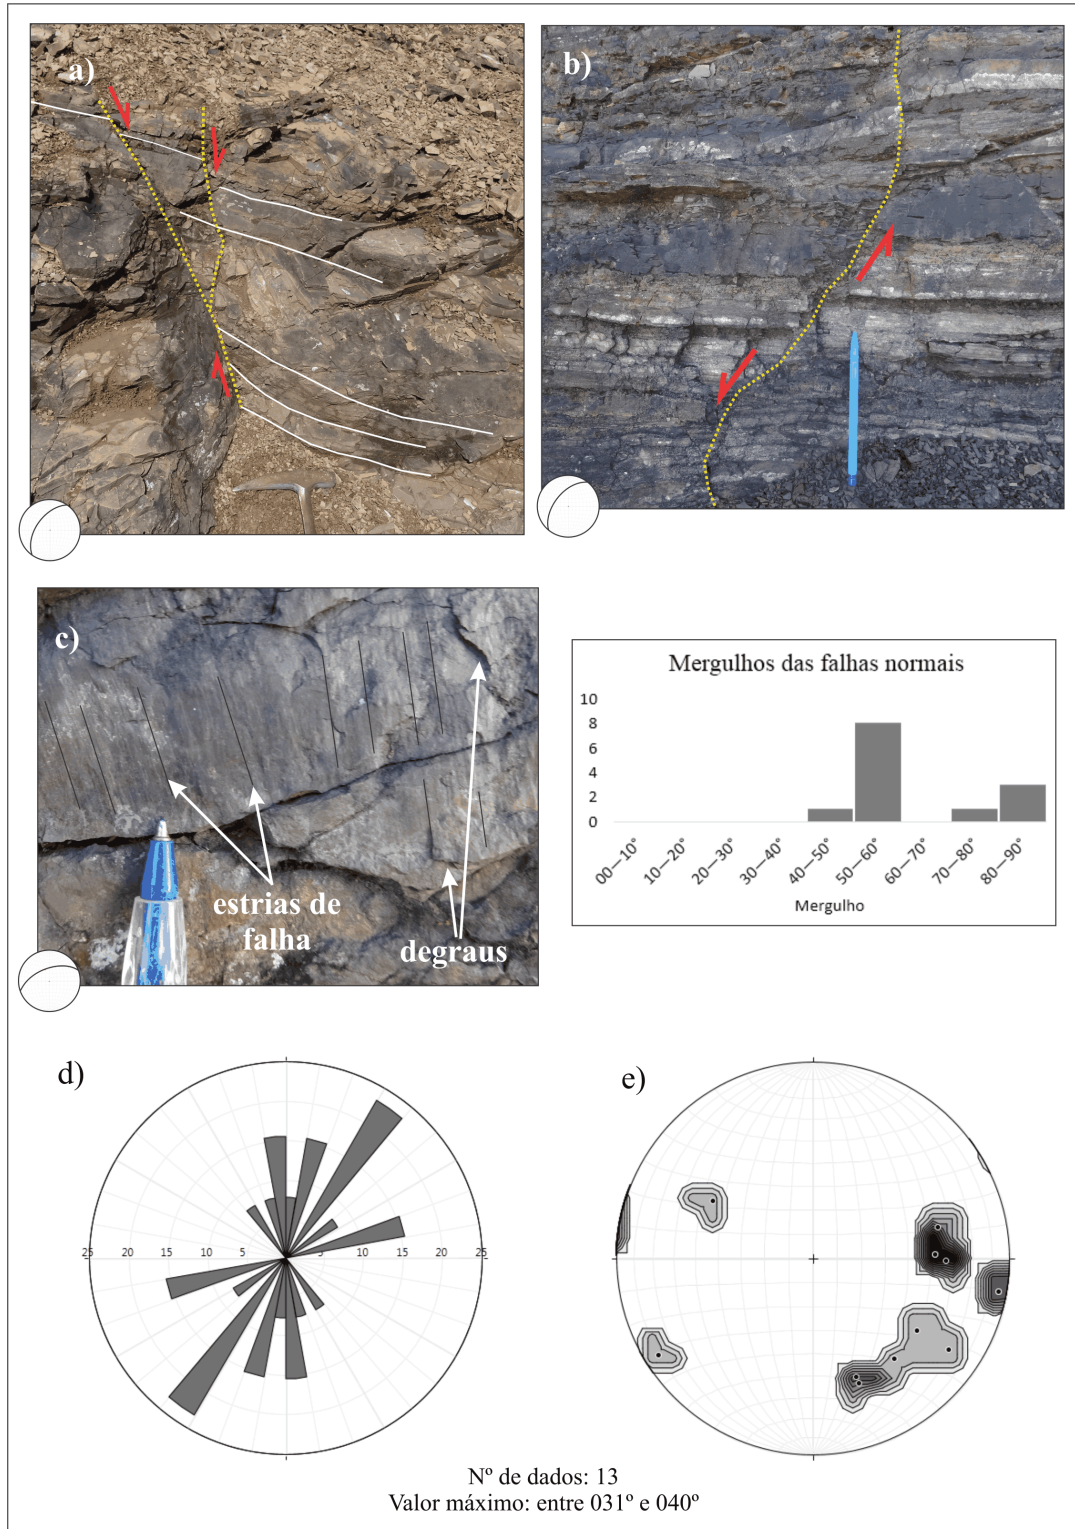 a)
b)
c)
estrias de
falha
degraus
Mergulhos das falhas normais
10
8
6
4
2
0
00—10°
10—20°
20—30°
30—40°
40—50°
50—60°
60—70°
70—80°
80—90°
Mergulho
d)
e)
25 20 15 10 5 5 10 15 20 25
Nº de dados: 13
Valor máximo: entre 031º e 040º